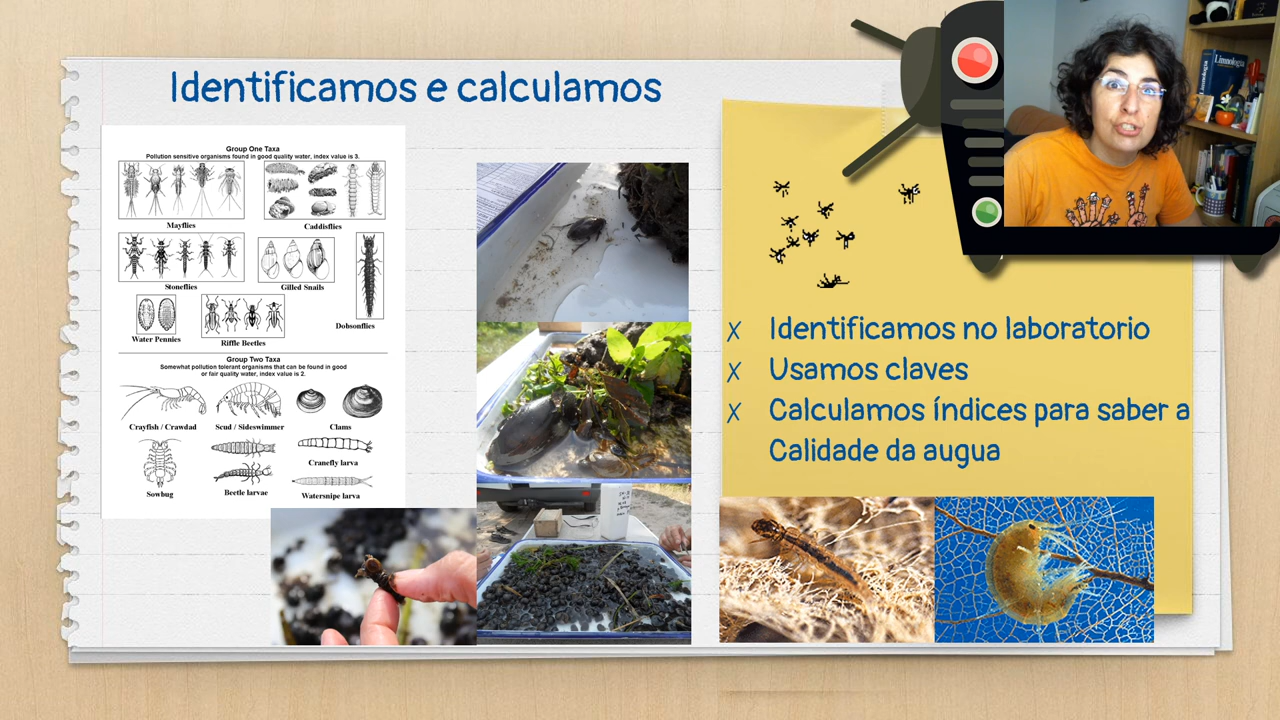 Identificamos e calculamos
Group One Taxa
Pollution sensitive organisms found in good quality water, index value is 3.
Mayflies
Caddisflies
Stoneflies
Gilled Snails
Dobsonflies
Water Pennies
Riffle Beetles
Group Two Taxa
Somewhat pollution tolerant organisms that can be found in good
or fair quality water, index value is 2.
Crayfish / Crawdad
Scud / Sideswimmer
Clams
Cranefly larva
Sowbug
Beetle larvae
Watersnipe larva
Limnología
X Identificamos no laboratorio
X Usamos claves
X Calculamos índices para saber a
Calidade da augua